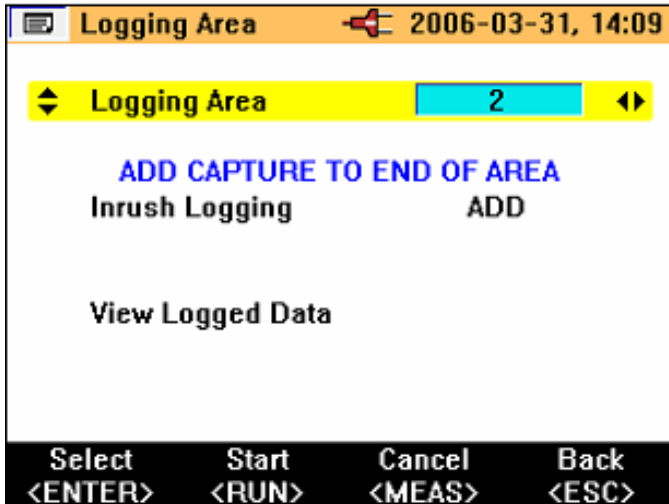 Logging Area 2006-03-31, 14:09
Logging Area 2
ADD CAPTURE TO END OF AREA
Inrush Logging ADD
View Logged Data
Select Start Cancel Back
<ENTER> <RUN> <MEAS> <ESC>